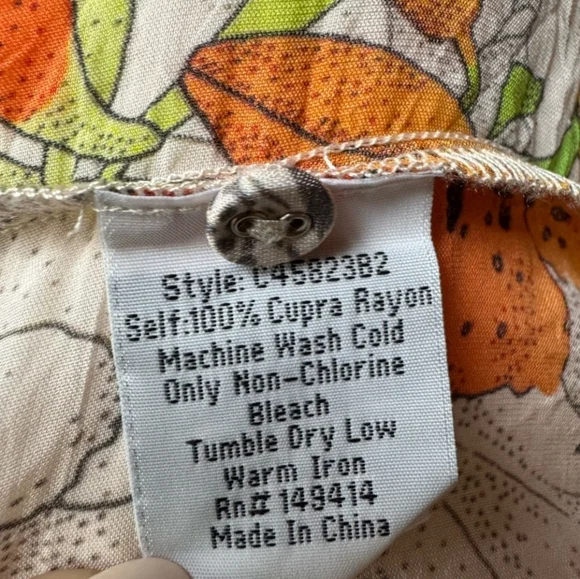 Style: C45823B2
Self:100% Cupra Rayon
Machine Wash Cold
Only Non-Chlorine
Bleach
Tumble Dry Low
Warm Iron
Rn# 149414
Made In China